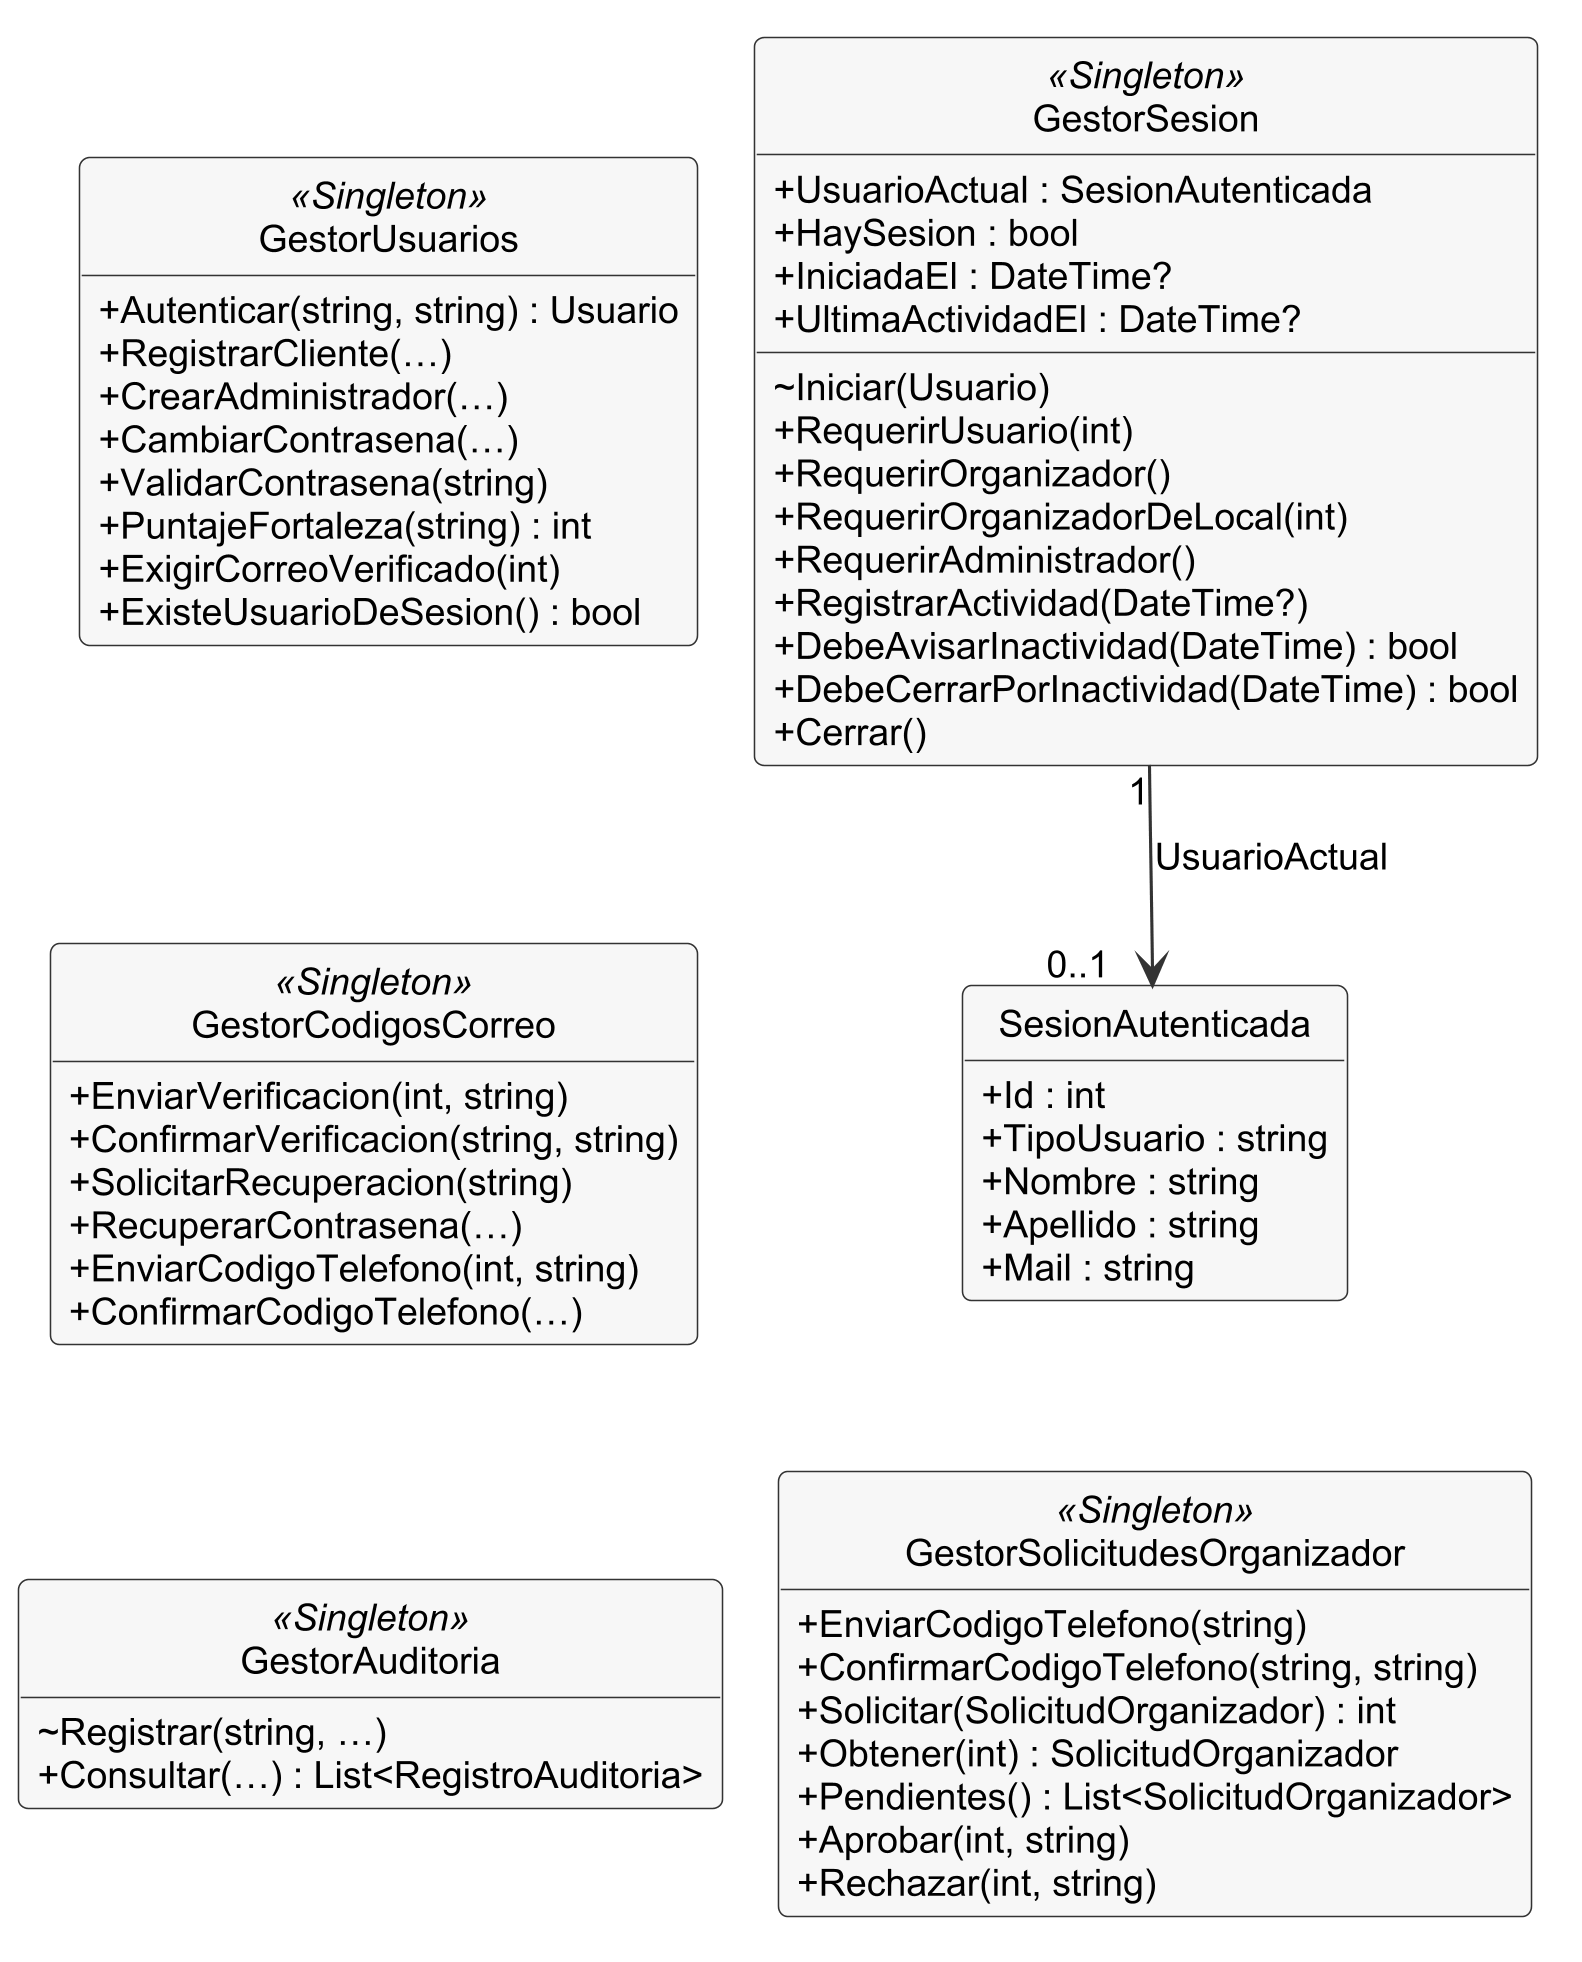 «Singleton»
GestorUsuarios
+Autenticar(string, string) : Usuario
+RegistrarCliente(…)
+CrearAdministrador(…)
+CambiarContrasena(…)
+ValidarContrasena(string)
+PuntajeFortaleza(string) : int
+ExigirCorreoVerificado(int)
+ExisteUsuarioDeSesion() : bool
«Singleton»
GestorSesion
+UsuarioActual : SesionAutenticada
+HaySesion : bool
+IniciadaEl : DateTime?
+UltimaActividadEl : DateTime?
~Iniciar(Usuario)
+RequerirUsuario(int)
+RequerirOrganizador()
+RequerirOrganizadorDeLocal(int)
+RequerirAdministrador()
+RegistrarActividad(DateTime?)
+DebeAvisarInactividad(DateTime) : bool
+DebeCerrarPorInactividad(DateTime) : bool
+Cerrar()
1
UsuarioActual
0..1
«Singleton»
GestorCodigosCorreo
+EnviarVerificacion(int, string)
+ConfirmarVerificacion(string, string)
+SolicitarRecuperacion(string)
+RecuperarContrasena(…)
+EnviarCodigoTelefono(int, string)
+ConfirmarCodigoTelefono(…)
SesionAutenticada
+Id : int
+TipoUsuario : string
+Nombre : string
+Apellido : string
+Mail : string
«Singleton»
GestorAuditoria
~Registrar(string, …)
+Consultar(…) : List<RegistroAuditoria>
«Singleton»
GestorSolicitudesOrganizador
+EnviarCodigoTelefono(string)
+ConfirmarCodigoTelefono(string, string)
+Solicitar(SolicitudOrganizador) : int
+Obtener(int) : SolicitudOrganizador
+Pendientes() : List<SolicitudOrganizador>
+Aprobar(int, string)
+Rechazar(int, string)